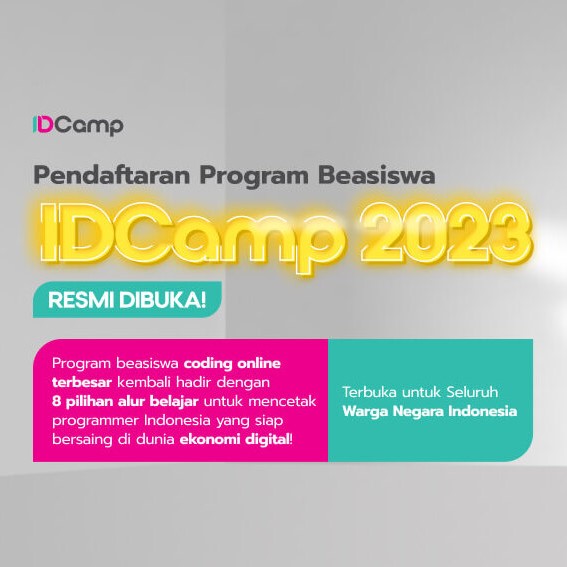 IDCamp
Pendaftaran Program Beasiswa
IDCamp 2023
RESMI DIBUKA!
Program beasiswa coding online
terbesar kembali hadir dengan
8 pilihan alur belajar untuk mencetak
programmer Indonesia yang siap
bersaing di dunia ekonomi digital!
Terbuka untuk Seluruh
Warga Negara Indonesia